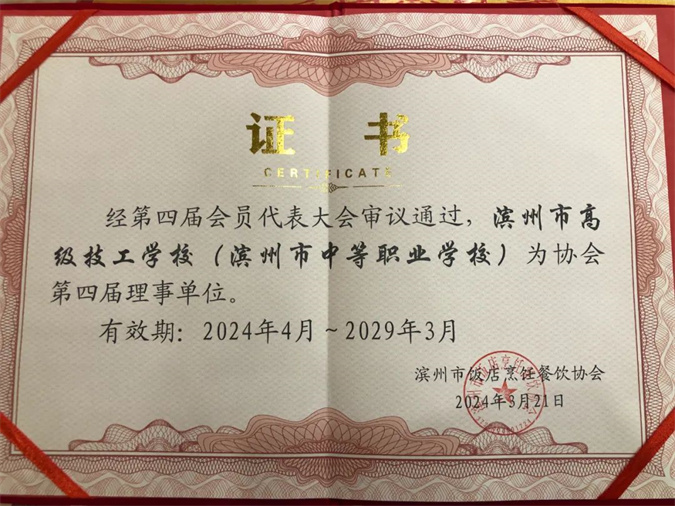 证 书
CERTIFICATE
经第四届会员代表大会审议通过，滨州市高
级技工学校（滨州市中等职业学校）为协会
第四届理事单位。
有效期：2024年4月～2029年3月
滨州市饭店烹饪餐饮协会
2024年3月21日